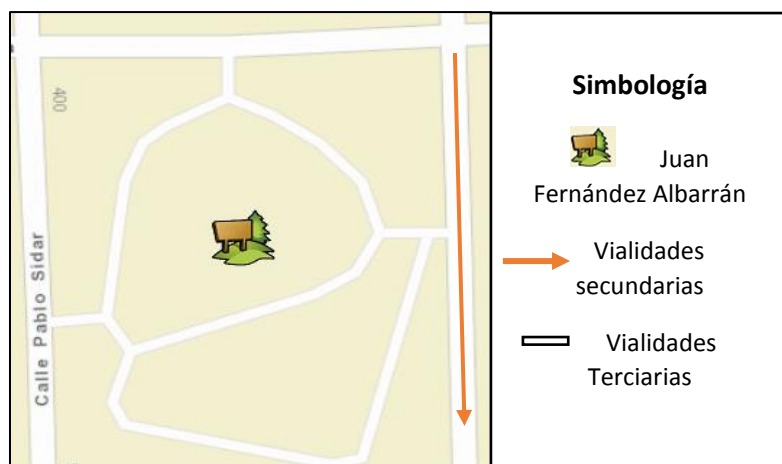 400
Calle Pablo Sidar
Simbología
Juan
Fernández Albarrán
Vialidades
secundarias
Vialidades
Terciarias